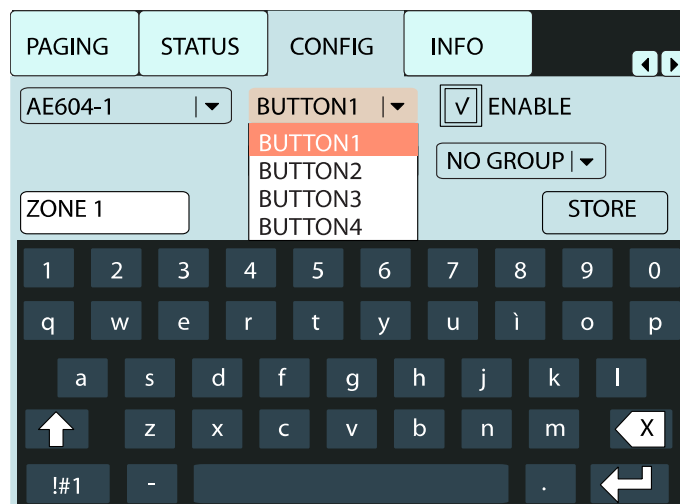 PAGING STATUS CONFIG INFO
AE604-1 BUTTON1 √ ENABLE
BUTTON1
NO GROUP
BUTTON2
BUTTON3
ZONE 1 STORE
BUTTON4
1 2 3 4 5 6 7 8 9 0
q w e r t y u ì o p
a s d f g h j k l
z x c v b n m X
!#1 - .